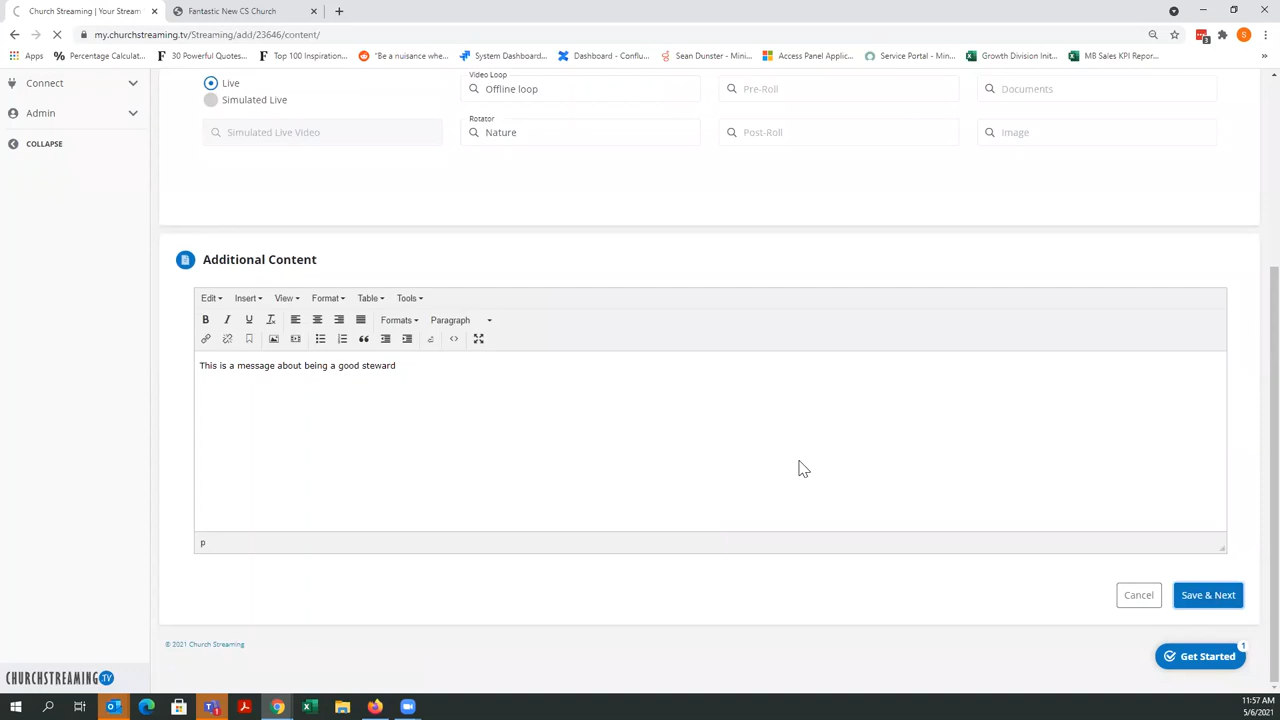 Church Streaming | Your Stream
Fantastic New CS Church
my.churchstreaming.tv/Streaming/add/23646/content/
3
S
Apps
Percentage Calculat...
30 Powerful Quotes...
Top 100 Inspiration...
"Be a nuisance whe...
System Dashboard...
Dashboard - Conflu...
Sean Dunster - Mini...
Access Panel Applic...
Service Portal - Min...
Growth Division Init...
MB Sales KPI Repor...
Connect
Admin
COLLAPSE
Live
Simulated Live
Simulated Live Video
Video Loop
Offline loop
Rotator
Nature
Pre-Roll
Post-Roll
Documents
Image
Additional Content
Edit Insert View Format Table Tools
Formats Paragraph
This is a message about being a good steward
p
Cancel
Save & Next
© 2021 Church Streaming
Get Started
1
CHURCHSTREAMING TV
11:57 AM
5/6/2021